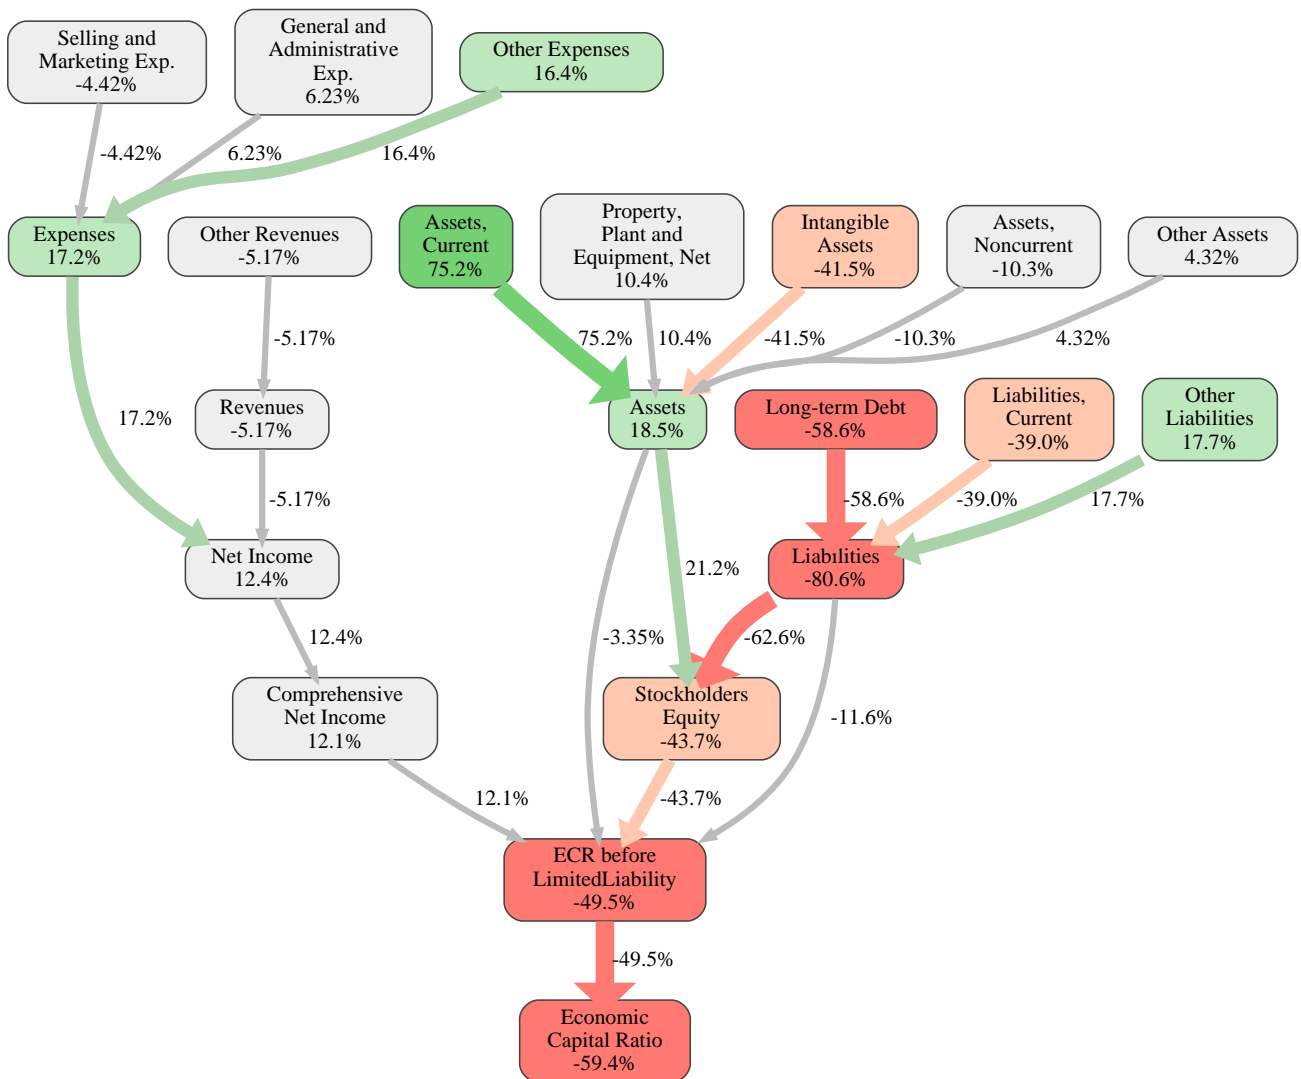 Selling and
Marketing Exp.
-4.42%
General and
Administrative
Exp.
6.23%
Other Expenses
16.4%
-4.42%
6.23%
16.4%
Expenses
17.2%
Other Revenues
-5.17%
Assets,
Current
75.2%
Property,
Plant and
Equipment, Net
10.4%
Intangible
Assets
-41.5%
Assets,
Noncurrent
-10.3%
Other Assets
4.32%
-5.17%
75.2%
10.4%
-41.5%
-10.3%
4.32%
17.2%
Revenues
-5.17%
Assets
18.5%
Long-term Debt
-58.6%
Liabilities,
Current
-39.0%
Other
Liabilities
17.7%
-5.17%
-58.6%
-39.0%
17.7%
Net Income
12.4%
21.2%
Liabilities
-80.6%
12.4%
-3.35%
-62.6%
Comprehensive
Net Income
12.1%
Stockholders
Equity
-43.7%
-11.6%
12.1%
-43.7%
ECR before
LimitedLiability
-49.5%
-49.5%
Economic
Capital Ratio
-59.4%